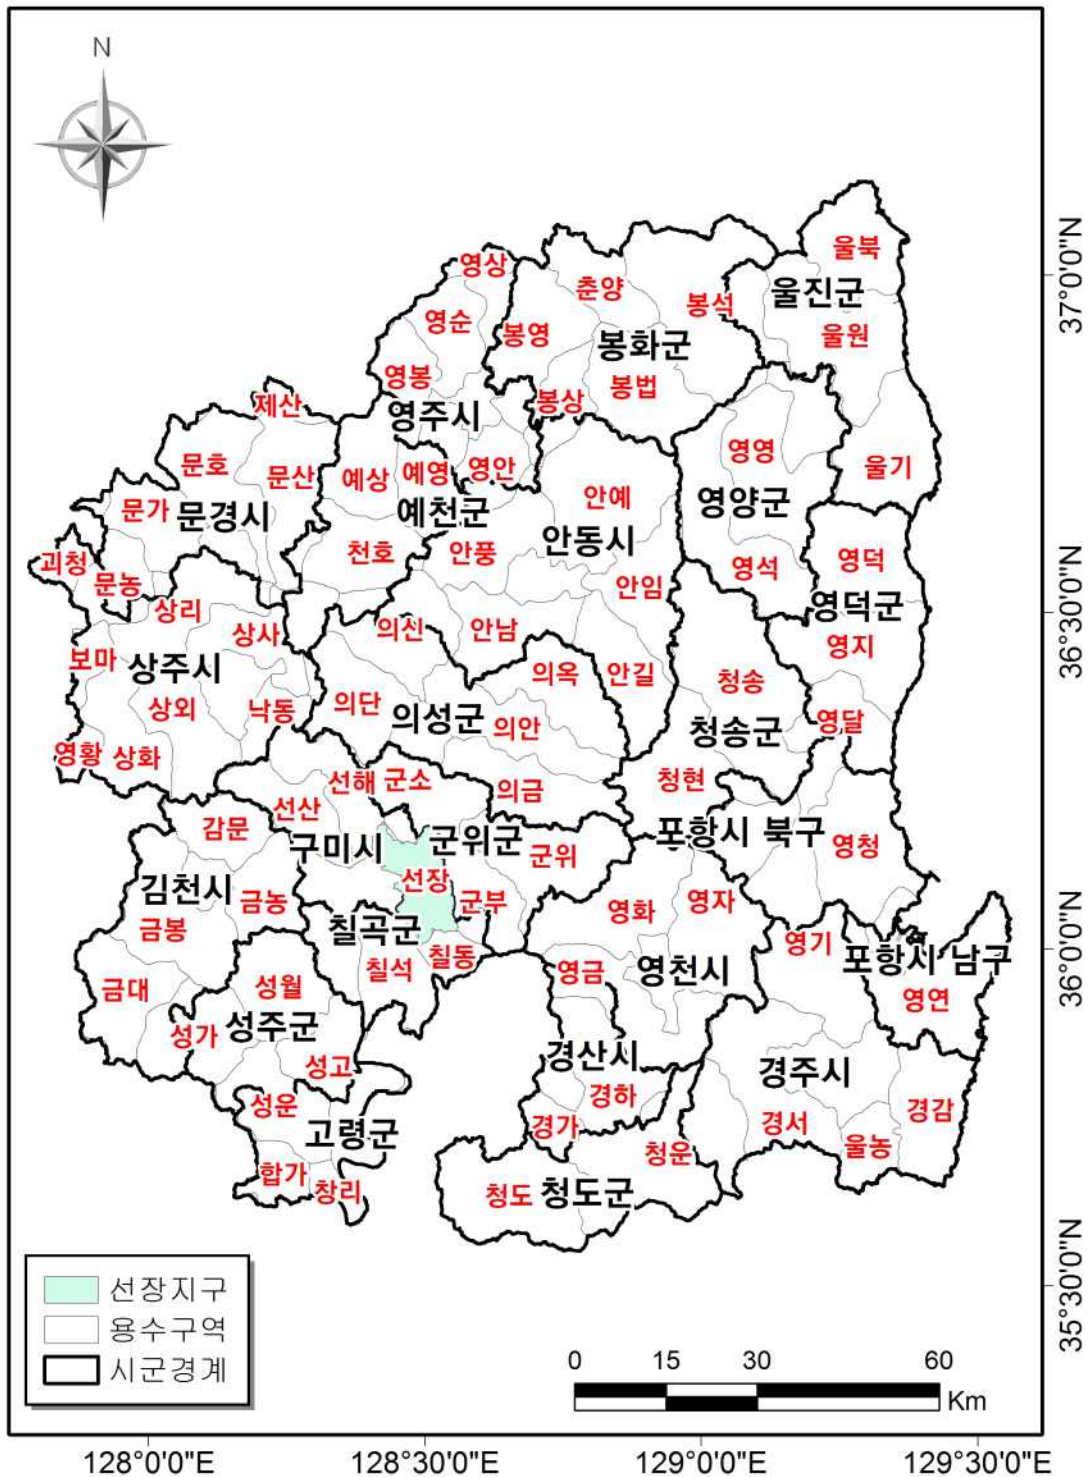 N
울북
영상
춘양
울진군
봉석
영순
봉영
울원
봉화군
영봉
봉법
제산
봉상
영주시
영영
문호
문산
예상
예영
영안
울기
안예
문가
문경시
예천군
영양군
안동시
괴청
천호
안풍
영덕
문농
영석
안임
상리
영덕군
상사
의신
안남
영지
보마
상주시
의옥
안길
청송
상외
낙동
의단
의성군
의안
영달
청송군
영황
상화
선해
군소
의금
청현
선산
감문
구미시
군위군
포항시 북구
군위
영청
선장
김천시
금농
군부
영화
영자
금봉
칠곡군
영기
칠동
포항시 남구
칠석
영금
영천시
금대
성월
영연
성가
성주군
경산시
성고
경주시
성운
경하
경감
고령군
경가
경서
울농
청운
합가
창리
청도
청도군
선장지구
용수구역
시군경계
0 15 30 60
Km
37°0'0"N
36°30'0"N
36°0'0"N
35°30'0"N
128°0'0"E 128°30'0"E 129°0'0"E 129°30'0"E